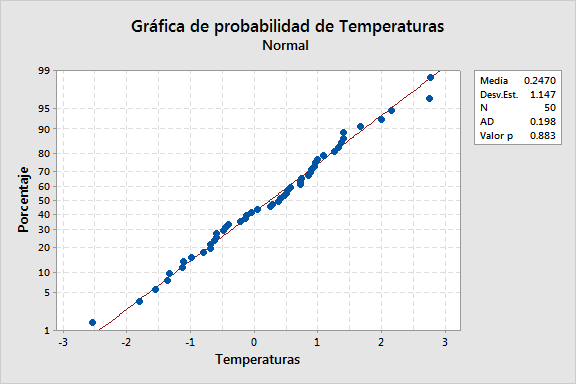 Gráfica de probabilidad de Temperaturas
Normal
Media 0.2470
Desv.Est. 1.147
N 50
AD 0.198
Valor p 0.883
Porcentaje
99
95
90
80
70
60
50
40
30
20
10
5
1
-3 -2 -1 0 1 2 3
Temperaturas